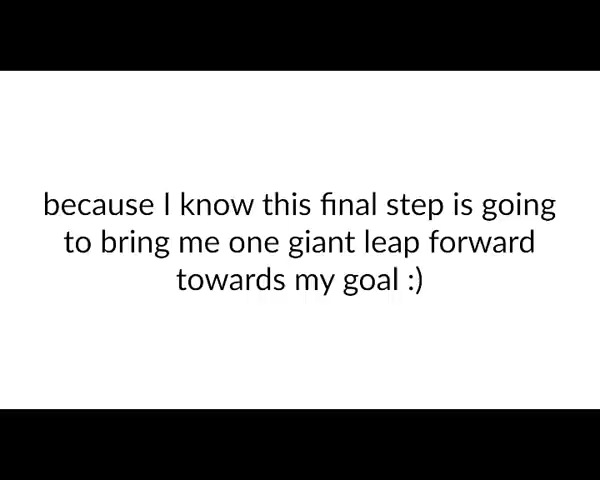 because I know this final step is going
to bring me one giant leap forward
towards my goal :)